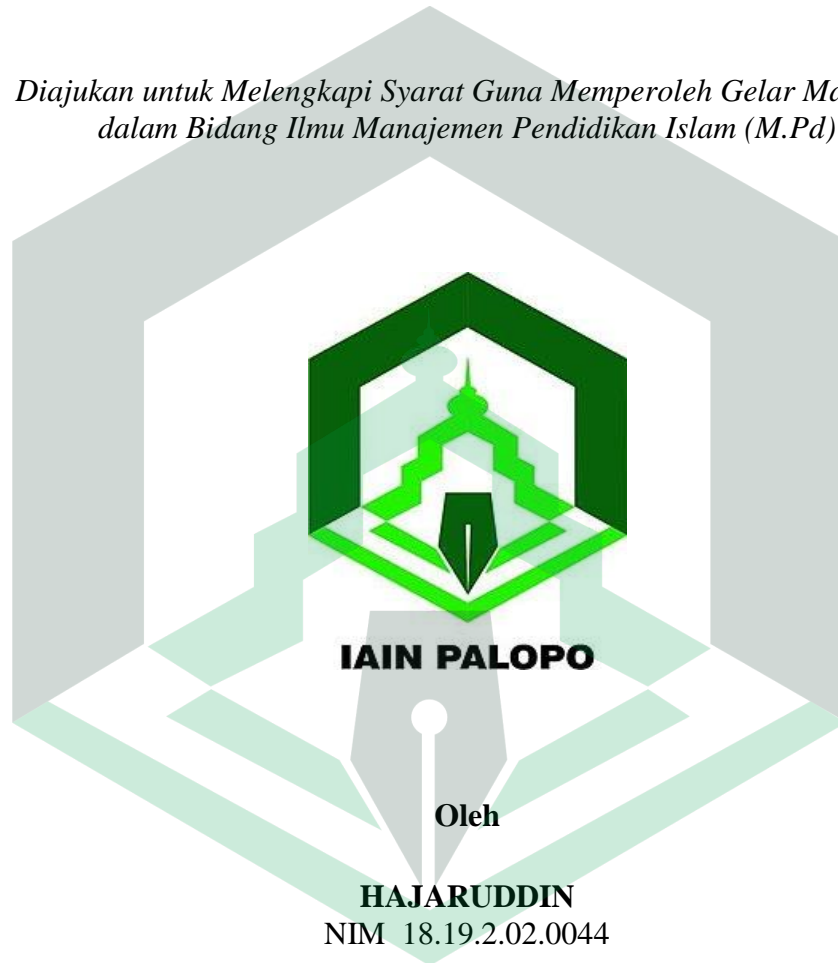 Diajukan untuk Melengkapi Syarat Guna Memperoleh Gelar
dalam Bidang Ilmu Manajemen Pendidikan Islam (M.Pd)
IAIN PALOPO
Oleh
HAJARUDDIN
NIM 18.19.2.02.0044